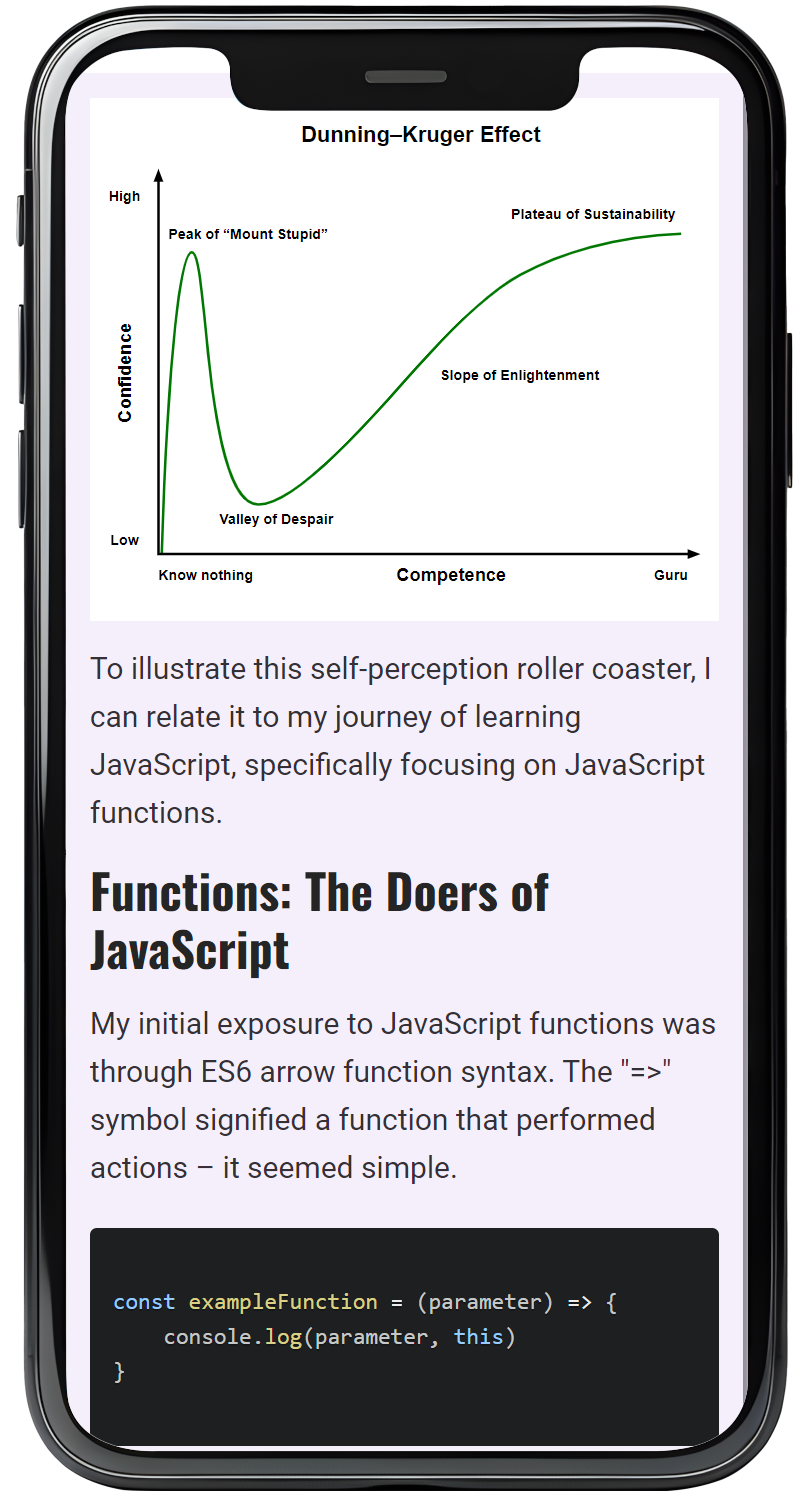 Dunning–Kruger Effect
High
Plateau of Sustainability
Peak of “Mount Stupid”
Confidence
Slope of Enlightenment
Valley of Despair
Low
Know nothing
Competence
Guru
To illustrate this self-perception roller coaster, I
can relate it to my journey of learning
JavaScript, specifically focusing on JavaScript
functions.
Functions: The Doers of
JavaScript
My initial exposure to JavaScript functions was
through ES6 arrow function syntax. The "=>"
symbol signified a function that performed
actions – it seemed simple.
const exampleFunction = (parameter) => {
    console.log(parameter, this)
}